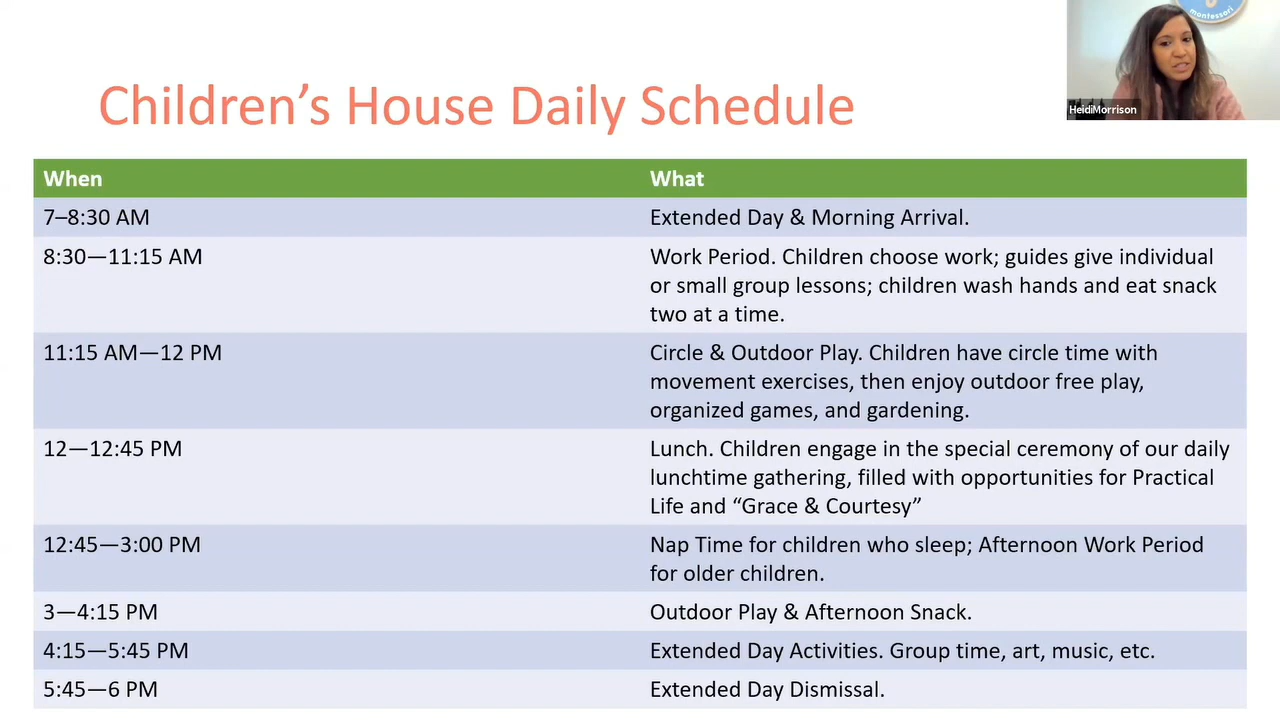 montessori
HeidiMorrison
Children's House Daily Schedule
When What
7–8:30 AM Extended Day & Morning Arrival.
8:30—11:15 AM Work Period. Children choose work; guides give individual
or small group lessons; children wash hands and eat snack
two at a time.
11:15 AM—12 PM Circle & Outdoor Play. Children have circle time with
movement exercises, then enjoy outdoor free play,
organized games, and gardening.
12—12:45 PM Lunch. Children engage in the special ceremony of our daily
lunchtime gathering, filled with opportunities for Practical
Life and “Grace & Courtesy”
12:45—3:00 PM Nap Time for children who sleep; Afternoon Work Period
for older children.
3—4:15 PM Outdoor Play & Afternoon Snack.
4:15—5:45 PM Extended Day Activities. Group time, art, music, etc.
5:45—6 PM Extended Day Dismissal.